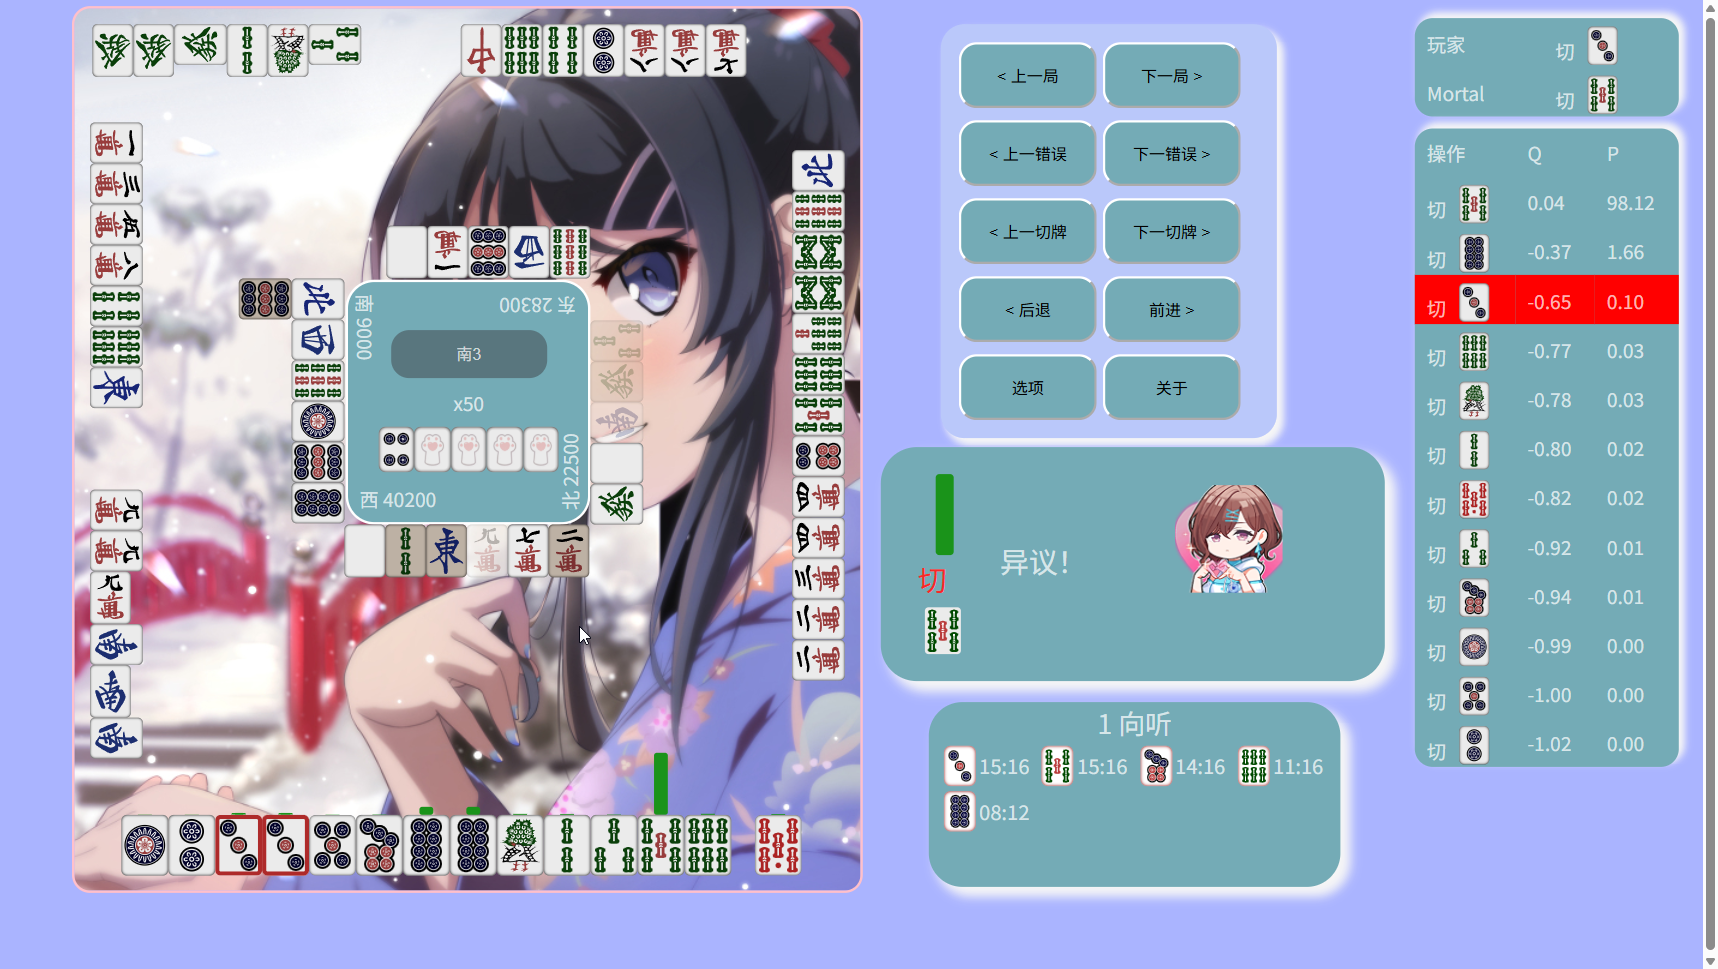 < 上一局
下一局 >
< 上一错误
下一错误 >
< 上一切牌
下一切牌 >
< 后退
前进 >
选项
关于
东 28300
南 9000
南3
x50
北 22500
西 40200
切
异议！
1 向听
15:16
15:16
14:16
11:16
08:12
玩家 切
Mortal 切
操作 Q P
切 0.04 98.12
切 -0.37 1.66
切 -0.65 0.10
切 -0.77 0.03
切 -0.78 0.03
切 -0.80 0.02
切 -0.82 0.02
切 -0.92 0.01
切 -0.94 0.01
切 -0.99 0.00
切 -1.00 0.00
切 -1.02 0.00